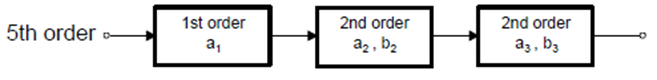 5th order
1st order
a₁
2nd order
a₂ , b₂
2nd order
a₃ , b₃